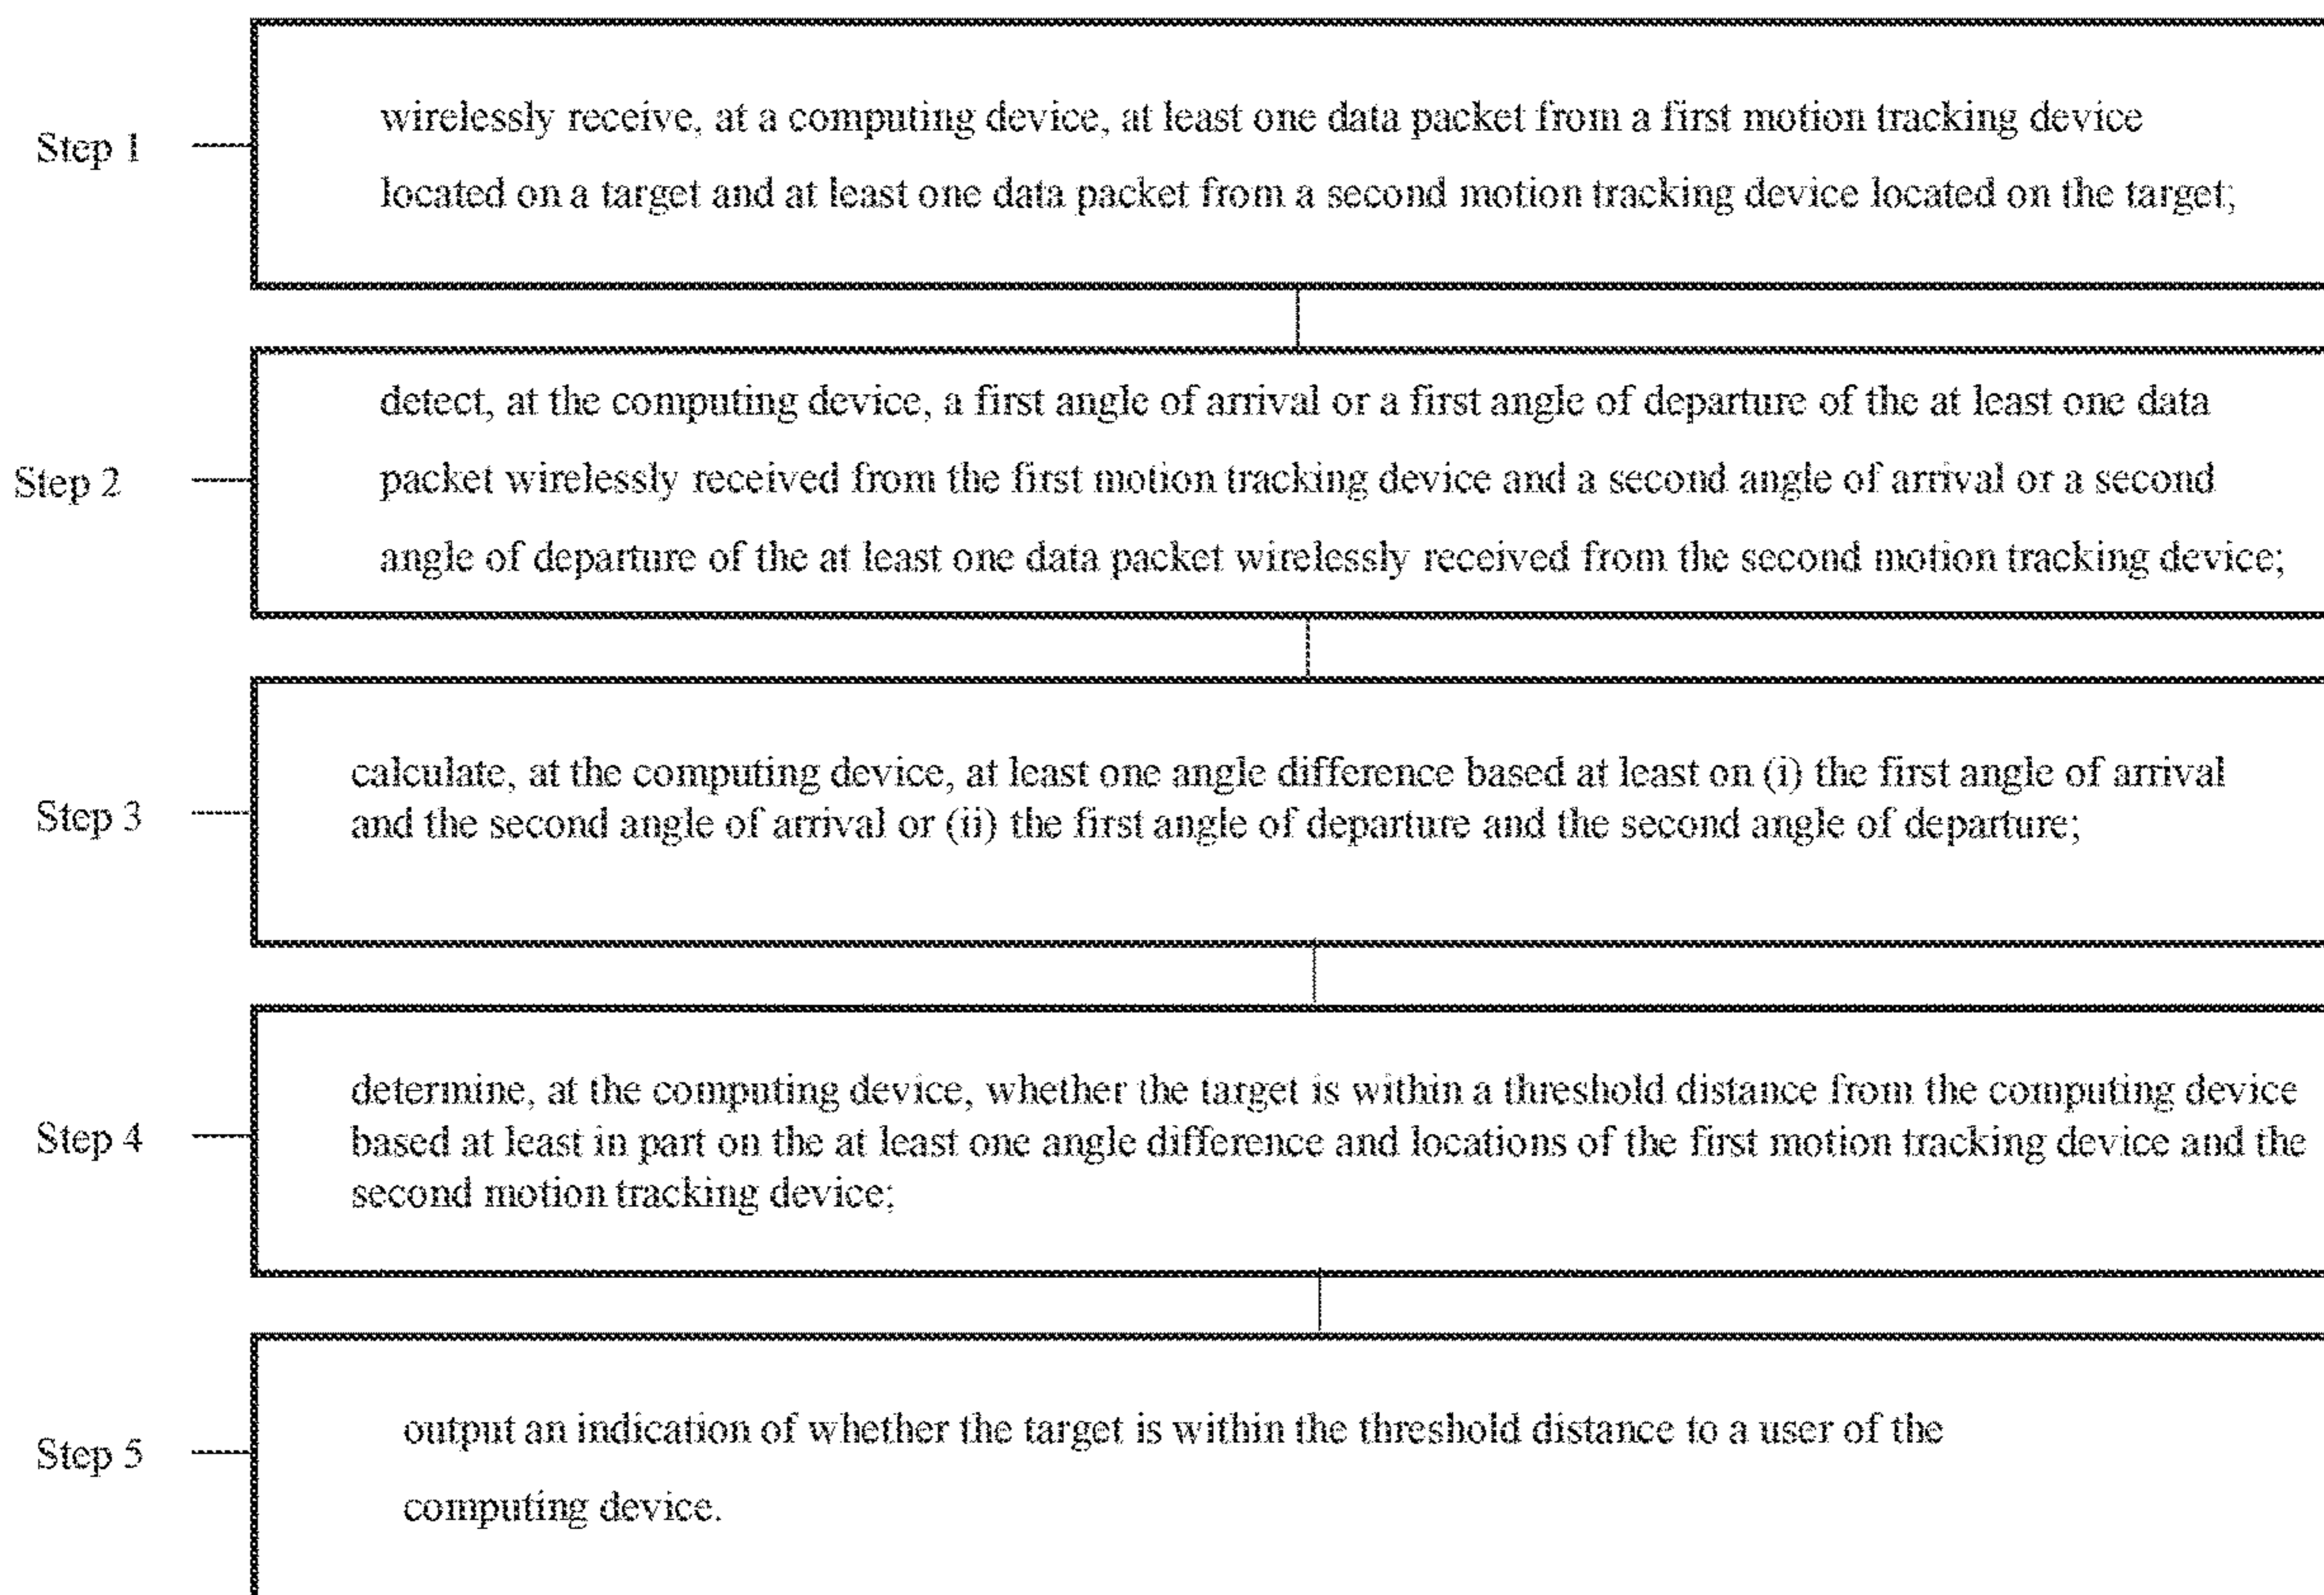 Step 1
wirelessly receive, at a computing device, at least one data packet from a first motion tracking device
located on a target and at least one data packet from a second motion tracking device located on the target;
Step 2
detect, at the computing device, a first angle of arrival or a first angle of departure of the at least one data
packet wirelessly received from the first motion tracking device and a second angle of arrival or a second
angle of departure of the at least one data packet wirelessly received from the second motion tracking device;
Step 3
calculate, at the computing device, at least one angle difference based at least on (i) the first angle of arrival
and the second angle of arrival or (ii) the first angle of departure and the second angle of departure;
Step 4
determine, at the computing device, whether the target is within a threshold distance from the computing device
based at least in part on the at least one angle difference and locations of the first motion tracking device and the
second motion tracking device;
Step 5
output an indication of whether the target is within the threshold distance to a user of the
computing device.